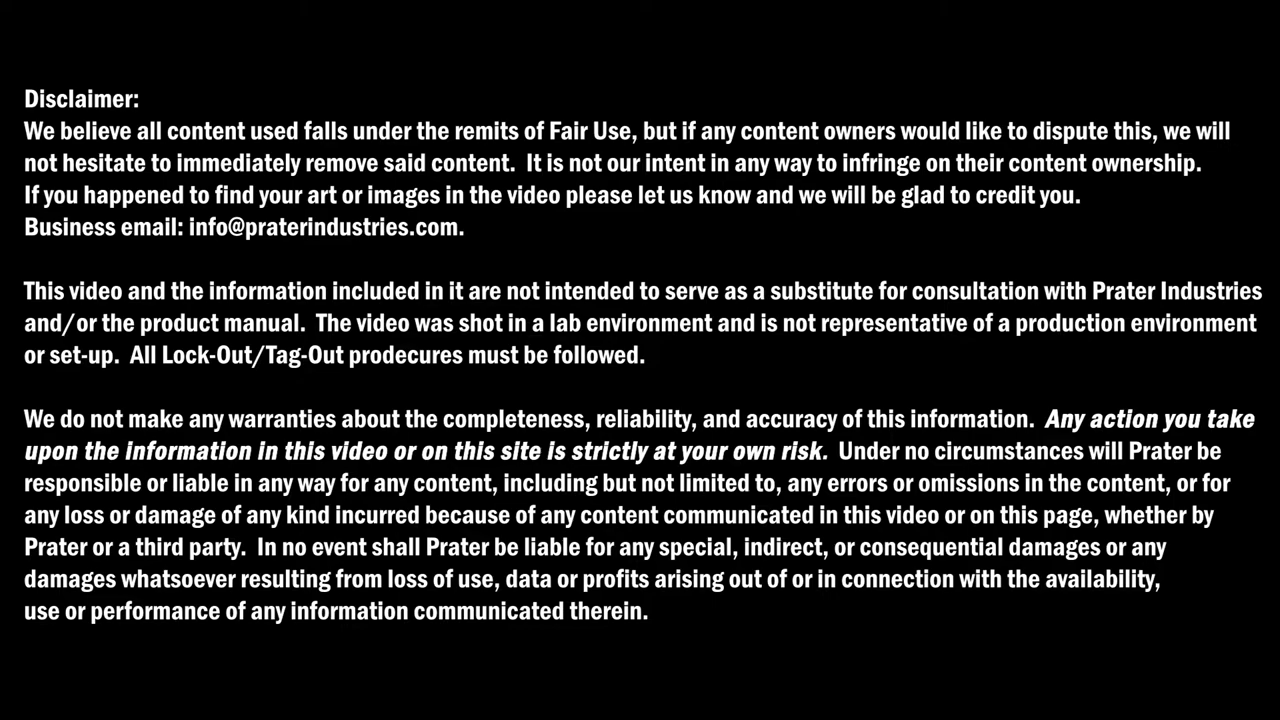 Disclaimer:
We believe all content used falls under the remits of Fair Use, but if any content owners would like to dispute this, we will
not hesitate to immediately remove said content.  It is not our intent in any way to infringe on their content ownership.
If you happened to find your art or images in the video please let us know and we will be glad to credit you.
Business email: info@praterindustries.com.
This video and the information included in it are not intended to serve as a substitute for consultation with Prater Industries
and/or the product manual.  The video was shot in a lab environment and is not representative of a production environment
or set-up.  All Lock-Out/Tag-Out prodecures must be followed.
We do not make any warranties about the completeness, reliability, and accuracy of this information.  Any action you take
upon the information in this video or on this site is strictly at your own risk.  Under no circumstances will Prater be
responsible or liable in any way for any content, including but not limited to, any errors or omissions in the content, or for
any loss or damage of any kind incurred because of any content communicated in this video or on this page, whether by
Prater or a third party.  In no event shall Prater be liable for any special, indirect, or consequential damages or any
damages whatsoever resulting from loss of use, data or profits arising out of or in connection with the availability,
use or performance of any information communicated therein.